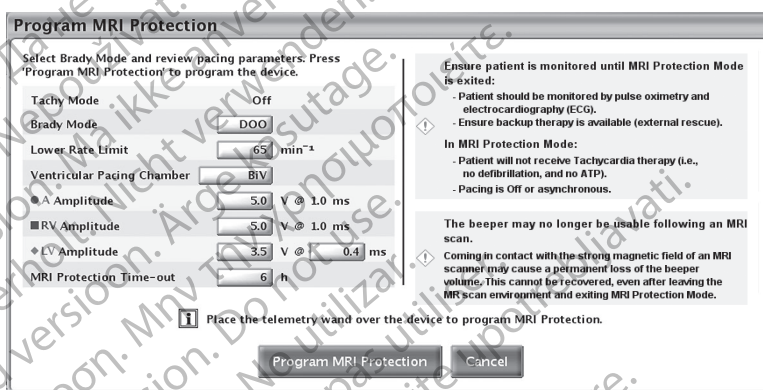 Program MRI Protection
Select Brady Mode and review pacing parameters. Press
'Program MRI Protection' to program the device.
Tachy Mode Off
Brady Mode DOO
Lower Rate Limit 65 min⁻¹
Ventricular Pacing Chamber BiV
A Amplitude 5.0 V @ 1.0 ms
RV Amplitude 5.0 V @ 1.0 ms
LV Amplitude 3.5 V @ 0.4 ms
MRI Protection Time-out 6 h
Ensure patient is monitored until MRI Protection Mode
is exited:
- Patient should be monitored by pulse oximetry and
electrocardiography (ECG).
- Ensure backup therapy is available (external rescue).
In MRI Protection Mode:
- Patient will not receive Tachycardia therapy (i.e.,
no defibrillation, and no ATP).
- Pacing is Off or asynchronous.
The beeper may no longer be usable following an MRI
scan.
Coming in contact with the strong magnetic field of an MRI
scanner may cause a permanent loss of the beeper
volume. This cannot be recovered, even after leaving the
MR scan environment and exiting MRI Protection Mode.
Place the telemetry wand over the device to program MRI Protection.
Program MRI Protection
Cancel